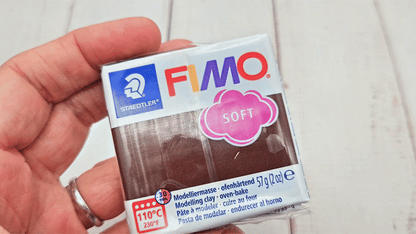 STAEDTLER
FIMO
SOFT
Modelliermasse - ofenhärtend
Modelling clay - oven-bake
Pâte à modeler - cuire au four
Pasta de modelar - endurecer al horno
57 g (2 oz) e
30
110°C
230°F